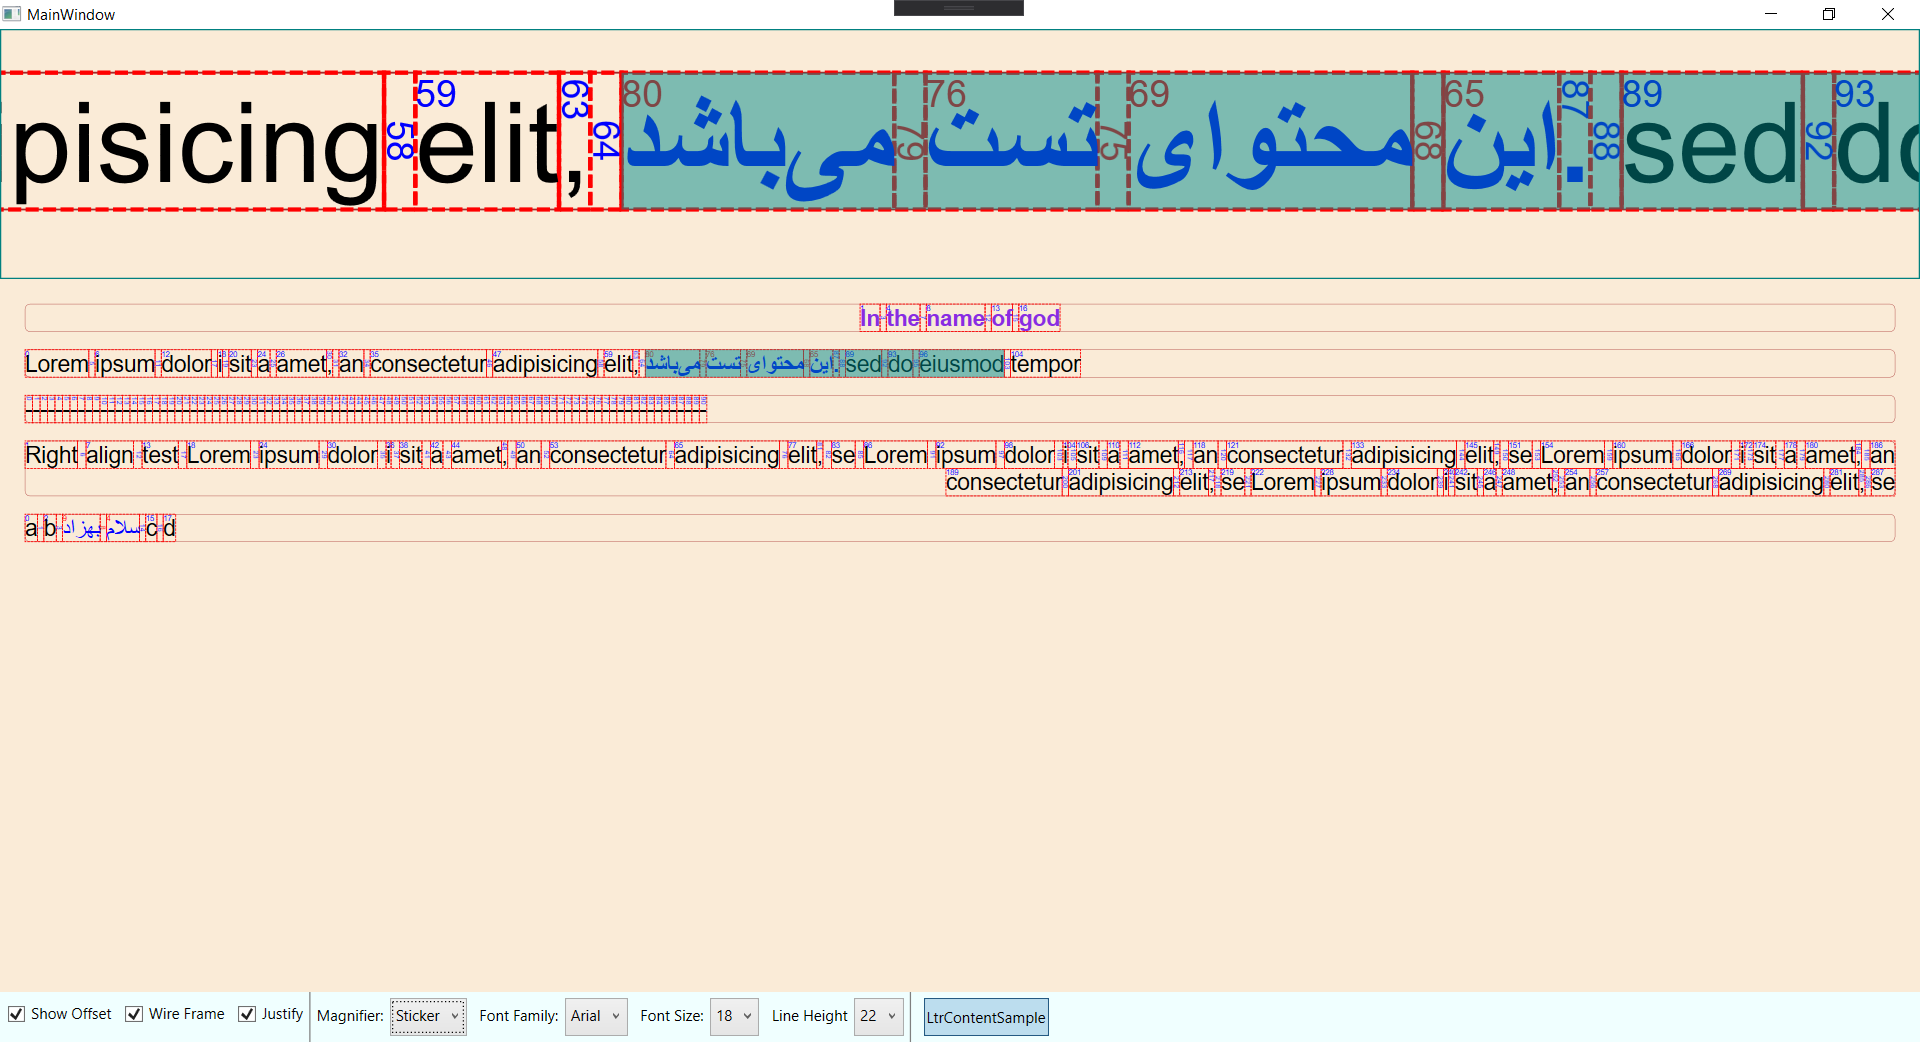 MainWindow
58 59 63 64 80 79 76 75 69 68 65 87 88 89 92 93
pisicing elit, این محتوای تست می‌باشد. sed do
In the name of god
Lorem ipsum dolor i sit a amet, an consectetur adipisicing elit, این محتوای تست می‌باشد. sed do eiusmod tempor
Right align test Lorem ipsum dolor i sit a amet, an consectetur adipisicing elit, se Lorem ipsum dolor i sit a amet, an consectetur adipisicing elit, se Lorem ipsum dolor i sit a amet, an
consectetur adipisicing elit, se Lorem ipsum dolor i sit a amet, an consectetur adipisicing elit, se
a b سلام بهزاد c d
Show Offset Wire Frame Justify Magnifier: Sticker Font Family: Arial Font Size: 18 Line Height 22 LtrContentSample